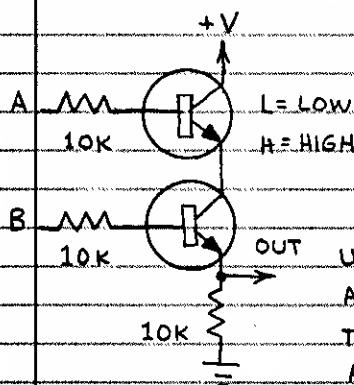 +V
A
10K
L = LOW
H = HIGH
B
10K
OUT
U
A
10K
T